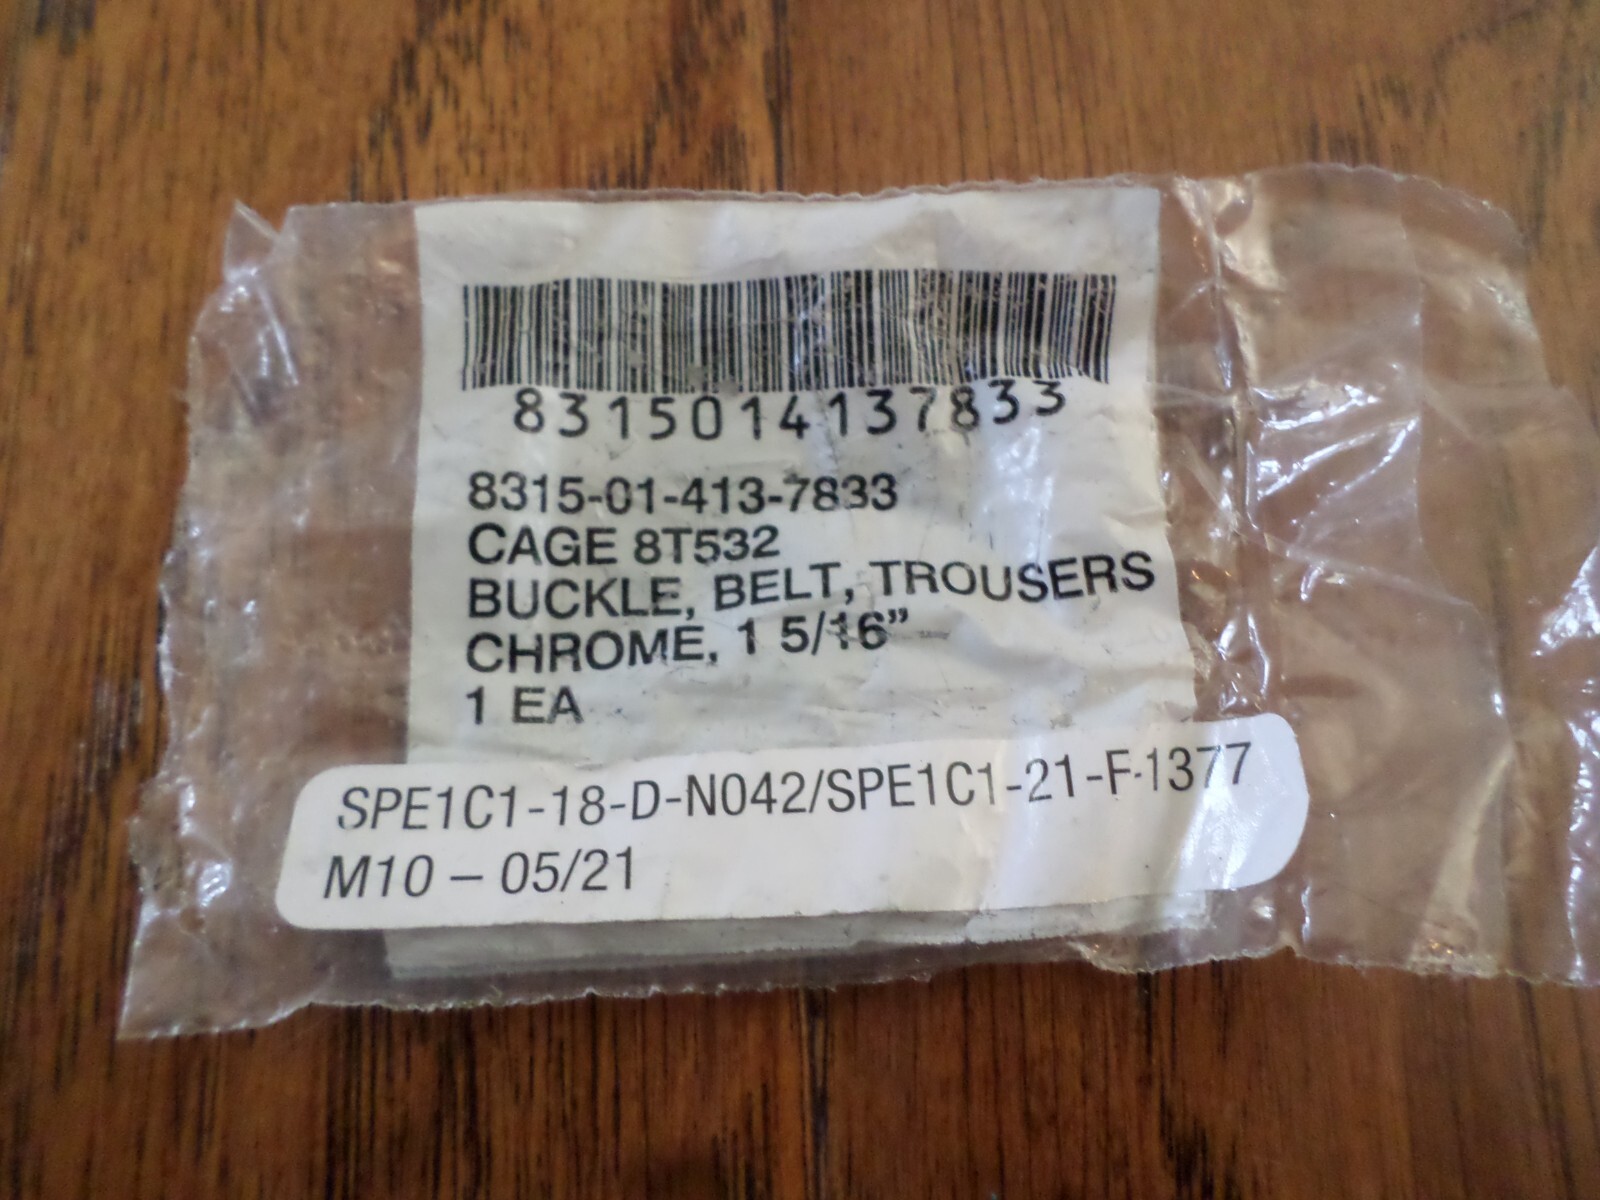 8315014137833
8315-01-413-7833
CAGE 8T532
BUCKLE, BELT, TROUSERS
CHROME, 1 5/16”
1 EA
SPE1C1-18-D-N042/SPE1C1-21-F-1377
M10 – 05/21